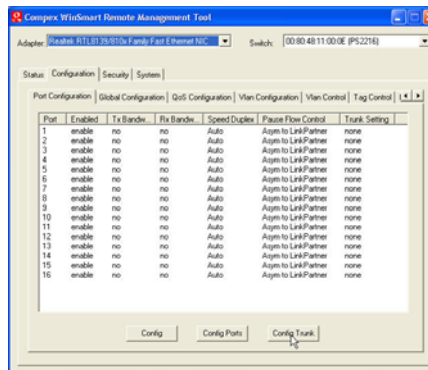 Compex WinSmart Remote Management Tool
Adapter: Realtek RTL8139/810x Family Fast Ethernet NIC Switch: 00:80:48:11:00:0E (PS2216)
Status Configuration Security System
Port Configuration Global Configuration QoS Configuration Vlan Configuration Vlan Control Tag Control
Port Enabled Tx Bandw... Rx Bandw... Speed Duplex Pause Flow Control Trunk Setting
1 enable no no Auto Asym to LinkPartner none
2 enable no no Auto Asym to LinkPartner none
3 enable no no Auto Asym to LinkPartner none
4 enable no no Auto Asym to LinkPartner none
5 enable no no Auto Asym to LinkPartner none
6 enable no no Auto Asym to LinkPartner none
7 enable no no Auto Asym to LinkPartner none
8 enable no no Auto Asym to LinkPartner none
9 enable no no Auto Asym to LinkPartner none
10 enable no no Auto Asym to LinkPartner none
11 enable no no Auto Asym to LinkPartner none
12 enable no no Auto Asym to LinkPartner none
13 enable no no Auto Asym to LinkPartner none
14 enable no no Auto Asym to LinkPartner none
15 enable no no Auto Asym to LinkPartner none
16 enable no no Auto Asym to LinkPartner none
Config Config Ports Config Trunk